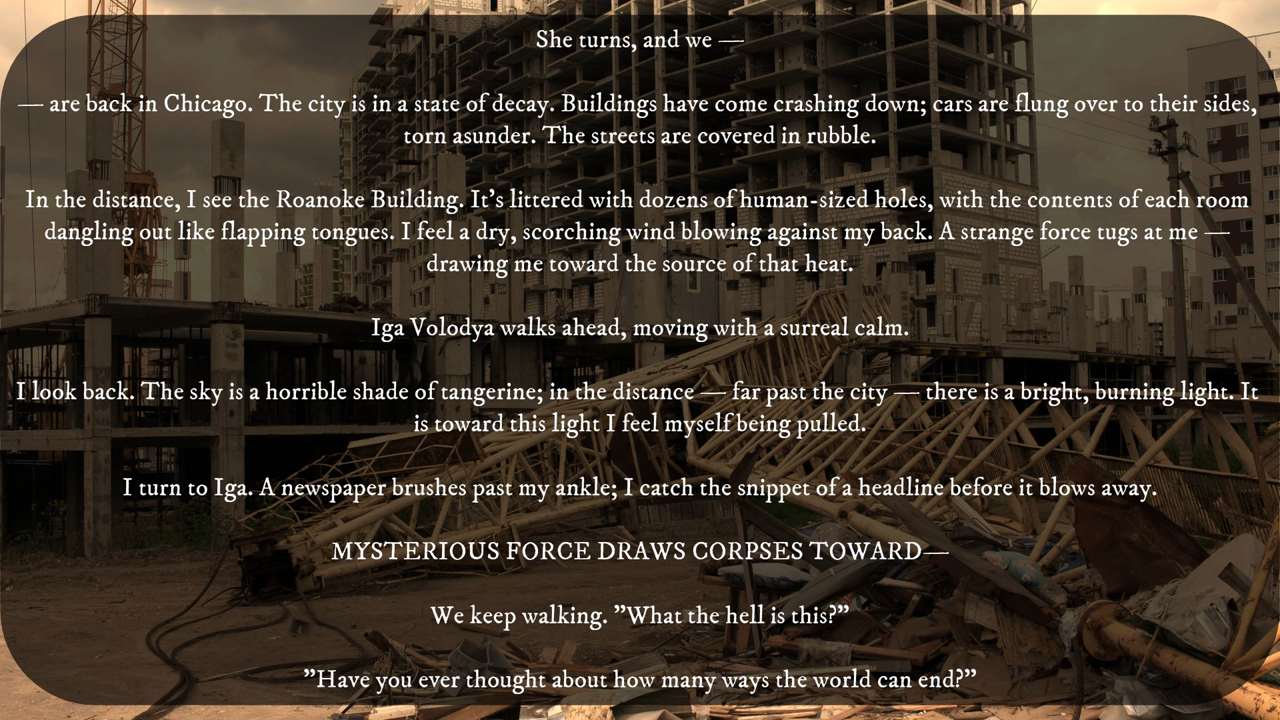 She turns, and we —
— are back in Chicago. The city is in a state of decay. Buildings have come crashing down; cars are flung over to their sides,
torn asunder. The streets are covered in rubble.
In the distance, I see the Roanoke Building. It’s littered with dozens of human-sized holes, with the contents of each room
dangling out like flapping tongues. I feel a dry, scorching wind blowing against my back. A strange force tugs at me —
drawing me toward the source of that heat.
Iga Volodya walks ahead, moving with a surreal calm.
I look back. The sky is a horrible shade of tangerine; in the distance — far past the city — there is a bright, burning light. It
is toward this light I feel myself being pulled.
I turn to Iga. A newspaper brushes past my ankle; I catch the snippet of a headline before it blows away.
MYSTERIOUS FORCE DRAWS CORPSES TOWARD—
We keep walking. ”What the hell is this?”
”Have you ever thought about how many ways the world can end?”